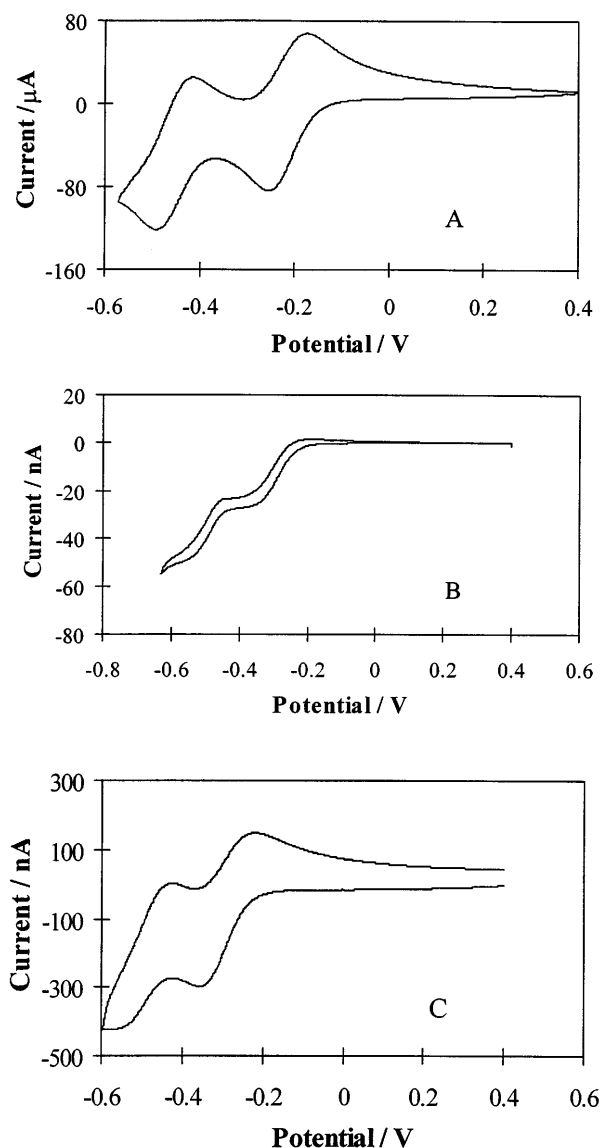 80
0
-80
-160
Current /µA
A
-0.6 -0.4 -0.2 0 0.2 0.4
Potential / V
20
0
-20
-40
-60
-80
Current / nA
B
-0.8 -0.6 -0.4 -0.2 0 0.2 0.4 0.6
Potential / V
300
100
-100
-300
-500
Current / nA
C
-0.6 -0.4 -0.2 0 0.2 0.4 0.6
Potential / V